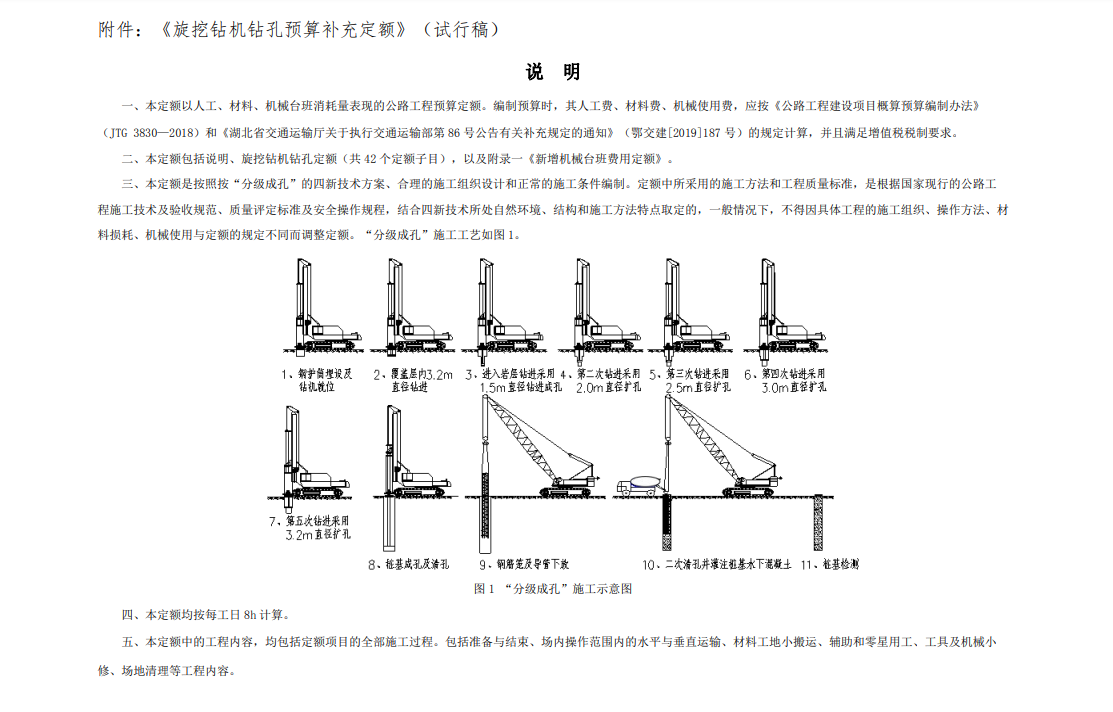 附件：《旋挖钻机钻孔预算补充定额》（试行稿）
说 明
一、本定额以人工、材料、机械台班消耗量表现的公路工程预算定额。编制预算时，其人工费、材料费、机械使用费，应按《公路工程建设项目概算预算编制办法》
（JTG 3830—2018）和《湖北省交通运输厅关于执行交通运输部第 86 号公告有关补充规定的通知》（鄂交建[2019]187 号）的规定计算，并且满足增值税税制要求。
二、本定额包括说明、旋挖钻机钻孔定额（共 42 个定额子目），以及附录一《新增机械台班费用定额》。
三、本定额是按照按“分级成孔”的四新技术方案、合理的施工组织设计和正常的施工条件编制。定额中所采用的施工方法和工程质量标准，是根据国家现行的公路工
程施工技术及验收规范、质量评定标准及安全操作规程，结合四新技术所处自然环境、结构和施工方法特点取定的，一般情况下，不得因具体工程的施工组织、操作方法、材
料损耗、机械使用与定额的规定不同而调整定额。“分级成孔”施工工艺如图 1。
1、钢护筒埋设及
钻机就位
2、覆盖层内3.2m
直径钻进
3、进入岩层钻进采用
1.5m直径钻进成孔
4、第二次钻进采用
2.0m直径扩孔
5、第三次钻进采用
2.5m直径扩孔
6、第四次钻进采用
3.0m直径扩孔
7、第五次钻进采用
3.2m直径扩孔
8、桩基成孔及清孔
9、钢筋笼及导管下放
10、二次清孔并灌注桩基水下混凝土
11、桩基检测
图 1 “分级成孔”施工示意图
四、本定额均按每工日 8h 计算。
五、本定额中的工程内容，均包括定额项目的全部施工过程。包括准备与结束、场内操作范围内的水平与垂直运输、材料工地小搬运、辅助和零星用工、工具及机械小
修、场地清理等工程内容。